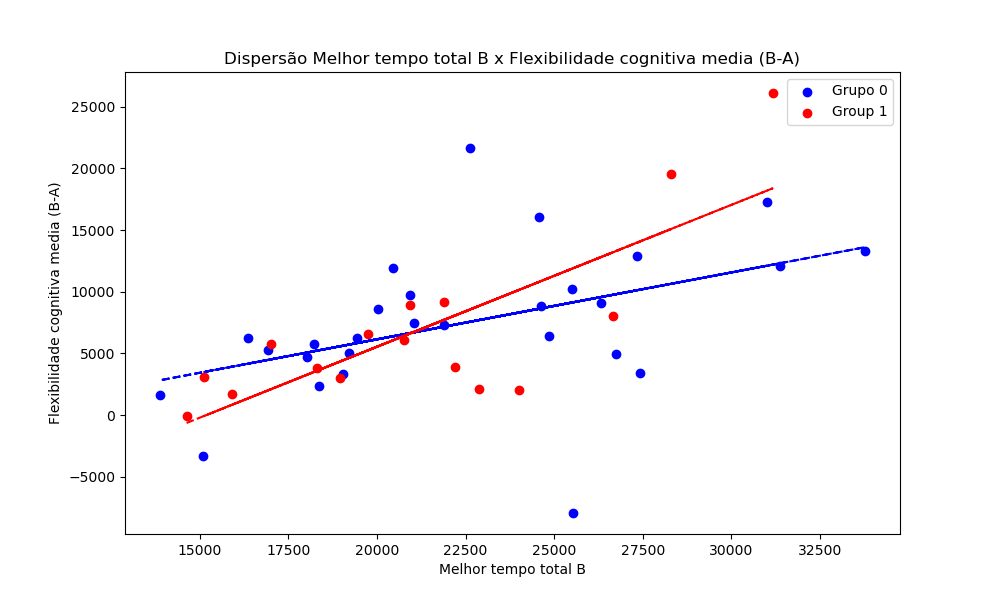 Dispersão Melhor tempo total B x Flexibilidade cognitiva media (B-A)
Grupo 0
Group 1
Flexibilidade cognitiva media (B-A)
25000
20000
15000
10000
5000
0
−5000
15000 17500 20000 22500 25000 27500 30000 32500
Melhor tempo total B